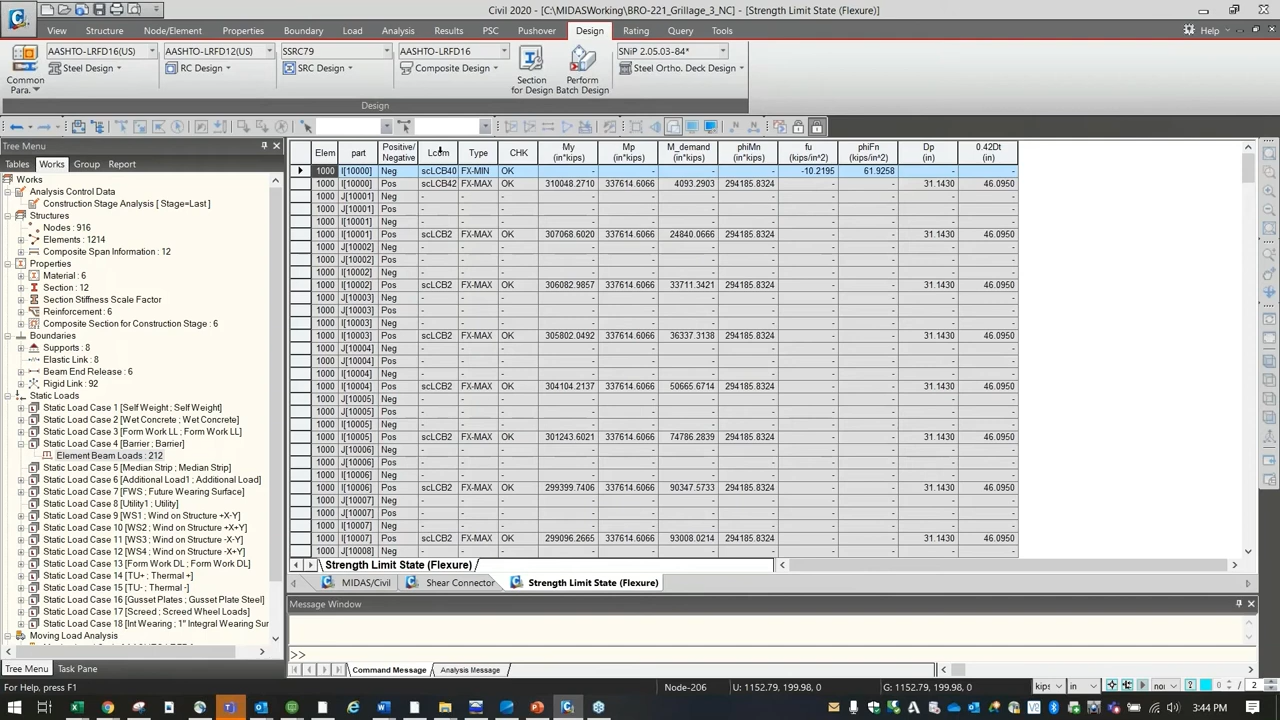 Civil 2020 - [C:\MIDASWorking\BRO-221_Grillage_3_NC] - [Strength Limit State (Flexure)]
View Structure Node/Element Properties Boundary Load Analysis Results PSC Pushover Design Rating Query Tools Help
AASHTO-LRFD16(US) AASHTO-LRFD12(US) SSRC79 AASHTO-LRFD16 SNiP 2.05.03-84*
Steel Design RC Design SRC Design Composite Design Steel Ortho. Deck Design
Common Para. Section for Design Perform Batch Design
Design
Tree Menu
Tables Works Group Report
Works
Analysis Control Data
Construction Stage Analysis [ Stage=Last ]
Structures
Nodes : 916
Elements : 1214
Composite Span Information : 12
Properties
Material : 6
Section : 12
Section Stiffness Scale Factor
Reinforcement : 6
Composite Section for Construction Stage : 6
Boundaries
Supports : 8
Elastic Link : 8
Beam End Release : 6
Rigid Link : 92
Static Loads
Static Load Case 1 [Self Weight ; Self Weight]
Static Load Case 2 [Wet Concrete ; Wet Concrete]
Static Load Case 3 [Form Work LL ; Form Work LL]
Static Load Case 4 [Barrier ; Barrier]
Element Beam Loads : 212
Static Load Case 5 [Median Strip ; Median Strip]
Static Load Case 6 [Additional Load1 ; Additional Load]
Static Load Case 7 [FWS ; Future Wearing Surface]
Static Load Case 8 [Utility1 ; Utility]
Static Load Case 9 [WS1 ; Wind on Structure +X+Y]
Static Load Case 10 [WS2 ; Wind on Structure +X-Y]
Static Load Case 11 [WS3 ; Wind on Structure -X-Y]
Static Load Case 12 [WS4 ; Wind on Structure -X+Y]
Static Load Case 13 [Form Work DL ; Form Work DL]
Static Load Case 14 [TU+ ; Thermal +]
Static Load Case 15 [TU- ; Thermal -]
Static Load Case 16 [Gusset Plates ; Gusset Plate Steel]
Static Load Case 17 [Screed ; Screed Wheel Loads]
Static Load Case 18 [Int Wearing ; 1" Integral Wearing Sur
Moving Load Analysis
Tree Menu Task Pane
Elem part Positive/Negative Lcom Type CHK My (in*kips) Mp (in*kips) M_demand (in*kips) phiMn (in*kips) fu (kips/in^2) phiFn (kips/in^2) Dp (in) 0.42Dt (in)
1000 I[10000] Neg scLCB40 FX-MIN OK - - - - -10.2195 61.9258 - -
1000 I[10000] Pos scLCB42 FX-MAX OK 310048.2710 337614.6066 4093.2903 294185.8324 - - 31.1430 46.0950
1000 J[10001] Neg - - - - - - - - - - -
1000 J[10001] Pos - - - - - - - - - - -
1000 I[10001] Neg - - - - - - - - - - -
1000 I[10001] Pos scLCB2 FX-MAX OK 307068.6020 337614.6066 24840.0666 294185.8324 - - 31.1430 46.0950
1000 J[10002] Neg - - - - - - - - - - -
1000 J[10002] Pos - - - - - - - - - - -
1000 I[10002] Neg - - - - - - - - - - -
1000 I[10002] Pos scLCB2 FX-MAX OK 306082.9857 337614.6066 33711.3421 294185.8324 - - 31.1430 46.0950
1000 J[10003] Neg - - - - - - - - - - -
1000 J[10003] Pos - - - - - - - - - - -
1000 I[10003] Neg - - - - - - - - - - -
1000 I[10003] Pos scLCB2 FX-MAX OK 305802.0492 337614.6066 36337.3138 294185.8324 - - 31.1430 46.0950
1000 J[10004] Neg - - - - - - - - - - -
1000 J[10004] Pos - - - - - - - - - - -
1000 I[10004] Neg - - - - - - - - - - -
1000 I[10004] Pos scLCB2 FX-MAX OK 304104.2137 337614.6066 50665.6714 294185.8324 - - 31.1430 46.0950
1000 J[10005] Neg - - - - - - - - - - -
1000 J[10005] Pos - - - - - - - - - - -
1000 I[10005] Neg - - - - - - - - - - -
1000 I[10005] Pos scLCB2 FX-MAX OK 301243.6021 337614.6066 74786.2839 294185.8324 - - 31.1430 46.0950
1000 J[10006] Neg - - - - - - - - - - -
1000 J[10006] Pos - - - - - - - - - - -
1000 I[10006] Neg - - - - - - - - - - -
1000 I[10006] Pos scLCB2 FX-MAX OK 299399.7406 337614.6066 90347.5733 294185.8324 - - 31.1430 46.0950
1000 J[10007] Neg - - - - - - - - - - -
1000 J[10007] Pos - - - - - - - - - - -
1000 I[10007] Neg - - - - - - - - - - -
1000 I[10007] Pos scLCB2 FX-MAX OK 299096.2665 337614.6066 93008.0214 294185.8324 - - 31.1430 46.0950
1000 J[10008] Neg - - - - - - - - - - -
Strength Limit State (Flexure)
MIDAS/Civil Shear Connector Strength Limit State (Flexure)
Message Window
>>
Command Message Analysis Message
For Help, press F1 Node-206 U: 1152.79, 199.98, 0 G: 1152.79, 199.98, 0 kips in non 0 / 2
3:44 PM